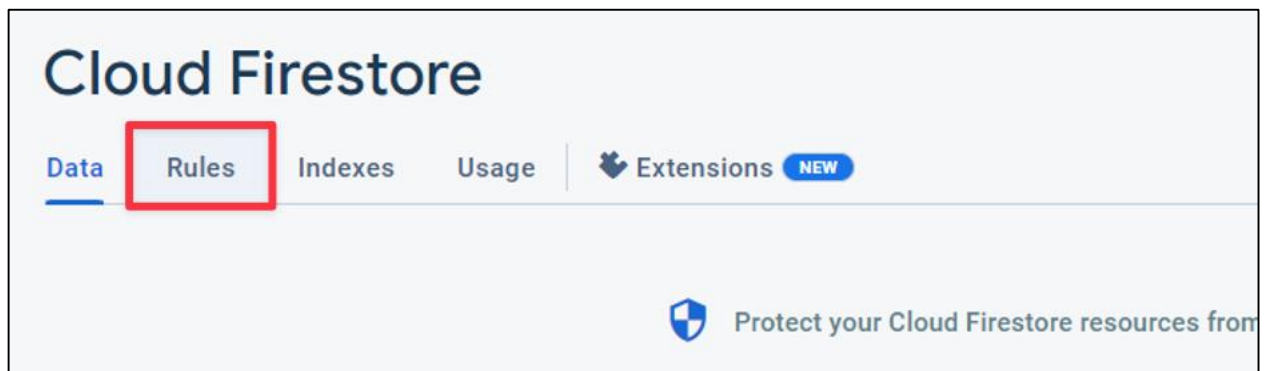 Cloud Firestore
Data Rules Indexes Usage Extensions NEW
Protect your Cloud Firestore resources from